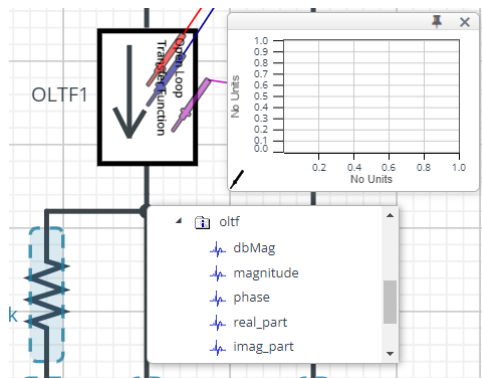 OLTF1
Open Loop
Transfer Function
No Units
1.0
0.9
0.8
0.7
0.6
0.5
0.4
0.3
0.2
0.1
0.0
0.2 0.4 0.6 0.8 1.0
No Units
oltf
dbMag
magnitude
phase
real_part
imag_part
k